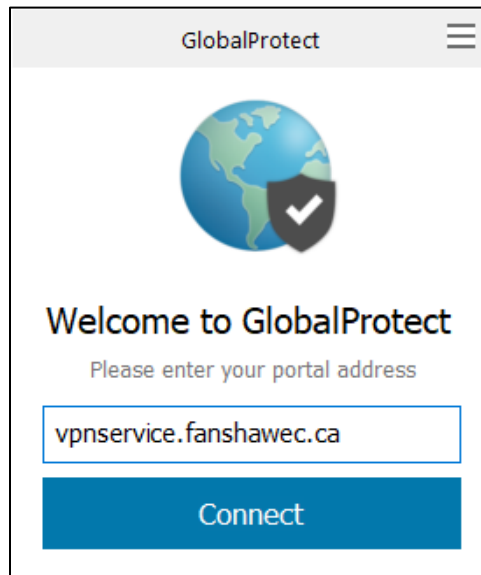 GlobalProtect
Welcome to GlobalProtect
Please enter your portal address
vpnservice.fanshawec.ca
Connect